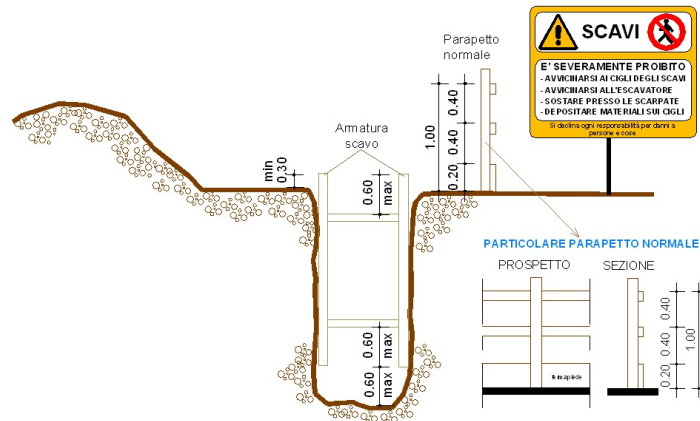 SCAVI
E' SEVERAMENTE PROIBITO
- AVVICINARSI AI CIGLI DEGLI SCAVI
- AVVICINARSI ALL'ESCAVATORE
- SOSTARE PRESSO LE SCARPATE
- DEPOSITARE MATERIALI SUI CIGLI
Si declina ogni responsabilità per danni a
persone e cose
Parapetto
normale
1.00
0.40
0.40
0.20
Armatura
scavo
min
0.30
0.60
max
0.60
max
0.60
max
PARTICOLARE PARAPETTO NORMALE
PROSPETTO
SEZIONE
fermapiede
0.40
0.40
0.20
1.00